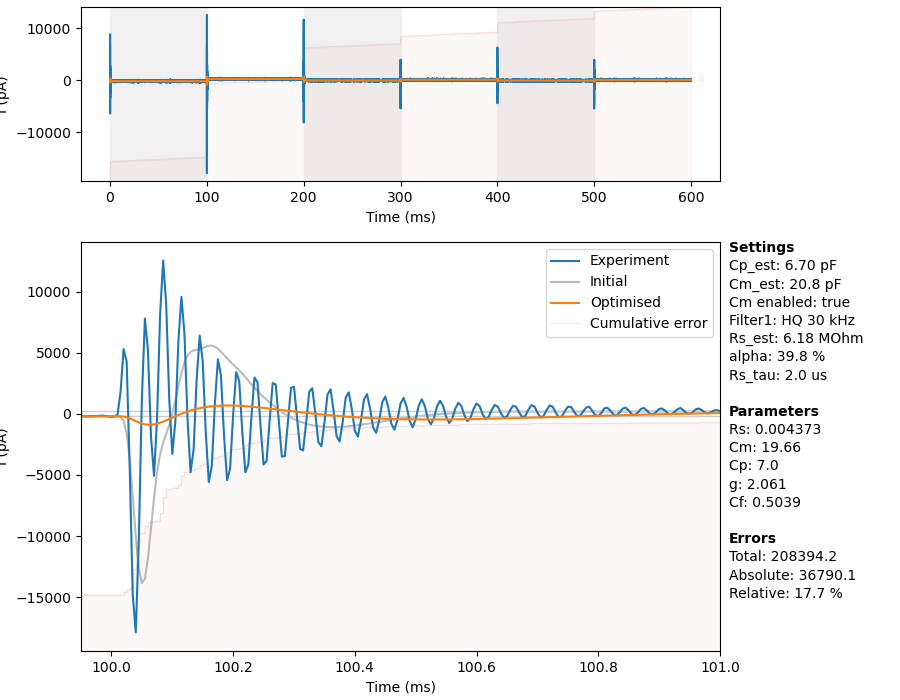 10000
0
−10000
I (pA)
0 100 200 300 400 500 600
Time (ms)
10000
5000
0
−5000
−10000
−15000
I (pA)
100.0 100.2 100.4 100.6 100.8 101.0
Time (ms)
Experiment
Initial
Optimised
Cumulative error
Settings
Cp_est: 6.70 pF
Cm_est: 20.8 pF
Cm enabled: true
Filter1: HQ 30 kHz
Rs_est: 6.18 MOhm
alpha: 39.8 %
Rs_tau: 2.0 us
Parameters
Rs: 0.004373
Cm: 19.66
Cp: 7.0
g: 2.061
Cf: 0.5039
Errors
Total: 208394.2
Absolute: 36790.1
Relative: 17.7 %